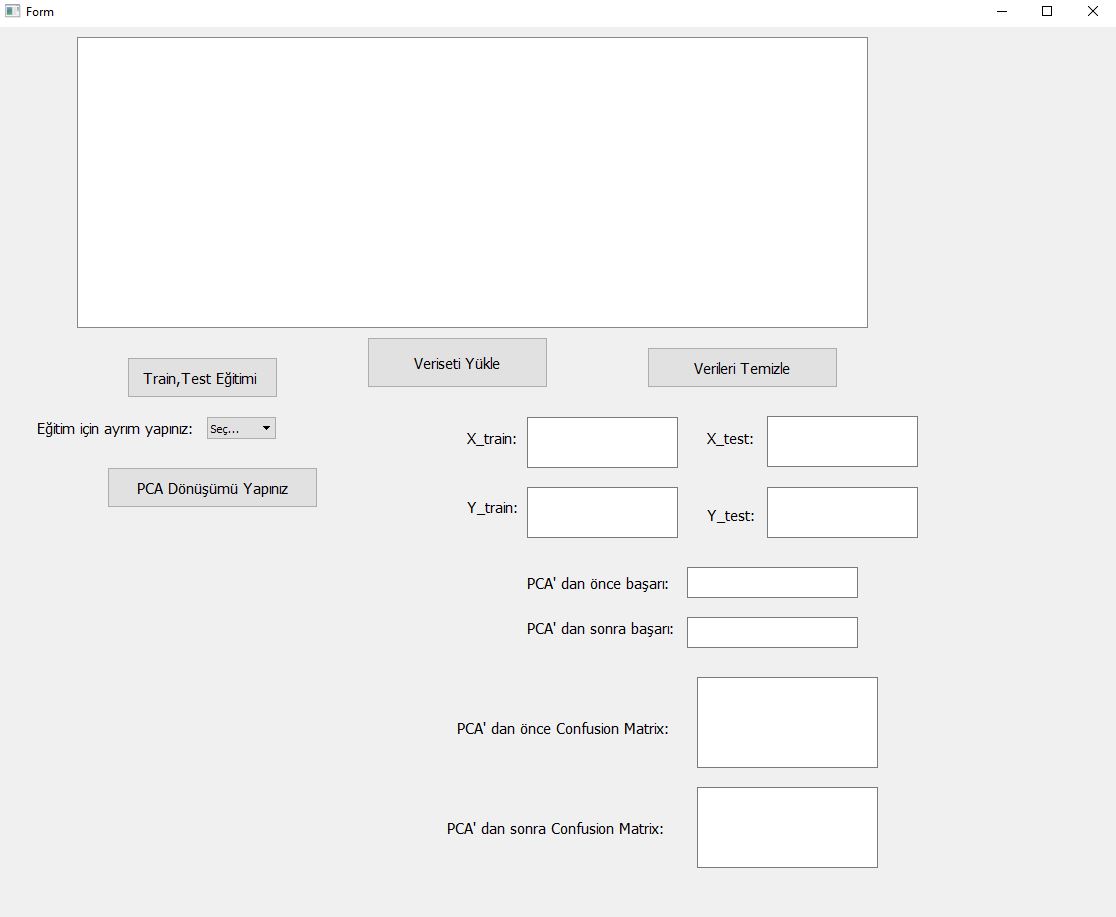 Form
Train,Test Eğitimi
Veriseti Yükle
Verileri Temizle
Eğitim için ayrım yapınız:
Seç...
X_train:
X_test:
PCA Dönüşümü Yapınız
Y_train:
Y_test:
PCA' dan önce başarı:
PCA' dan sonra başarı:
PCA' dan önce Confusion Matrix:
PCA' dan sonra Confusion Matrix: